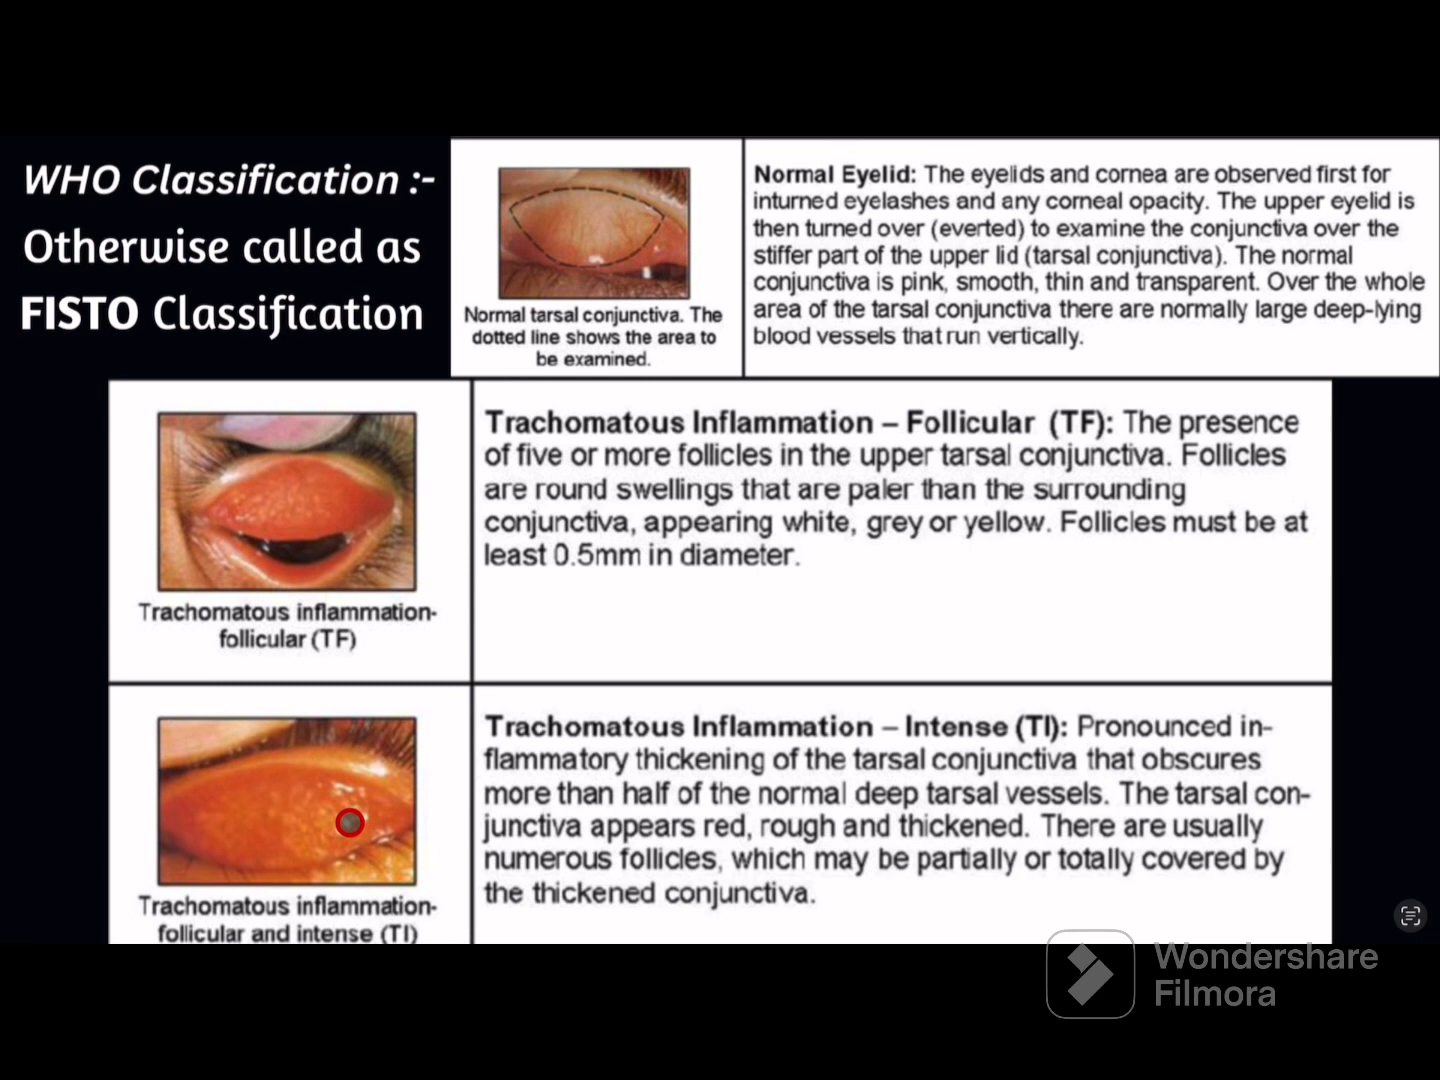 WHO Classification :-
Otherwise called as
FISTO Classification
Normal tarsal conjunctiva. The
dotted line shows the area to
be examined.
Normal Eyelid: The eyelids and cornea are observed first for
inturned eyelashes and any corneal opacity. The upper eyelid is
then turned over (everted) to examine the conjunctiva over the
stiffer part of the upper lid (tarsal conjunctiva). The normal
conjunctiva is pink, smooth, thin and transparent. Over the whole
area of the tarsal conjunctiva there are normally large deep-lying
blood vessels that run vertically.
Trachomatous inflammation-
follicular (TF)
Trachomatous Inflammation – Follicular (TF): The presence
of five or more follicles in the upper tarsal conjunctiva. Follicles
are round swellings that are paler than the surrounding
conjunctiva, appearing white, grey or yellow. Follicles must be at
least 0.5mm in diameter.
Trachomatous inflammation-
follicular and intense (TI)
Trachomatous Inflammation – Intense (TI): Pronounced in-
flammatory thickening of the tarsal conjunctiva that obscures
more than half of the normal deep tarsal vessels. The tarsal con-
junctiva appears red, rough and thickened. There are usually
numerous follicles, which may be partially or totally covered by
the thickened conjunctiva.
Wondershare
Filmora